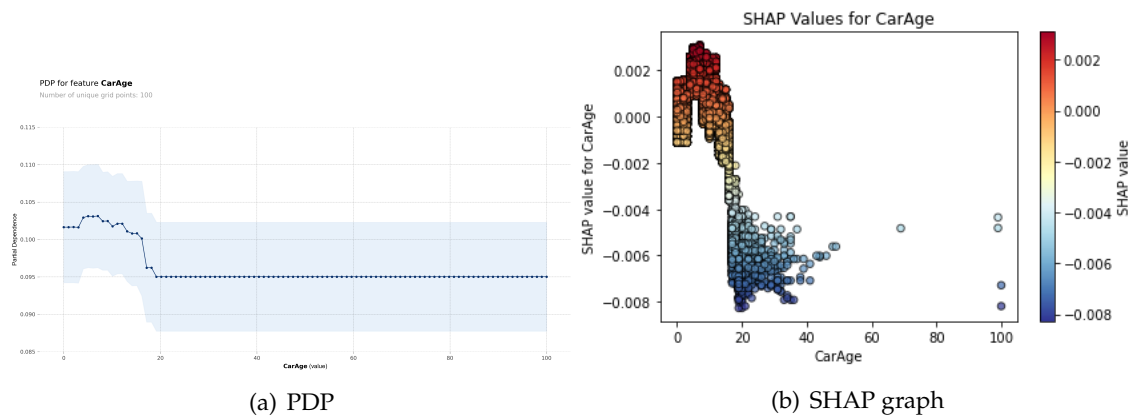 PDP for feature CarAge
Number of unique grid points: 100
0.115
0.110
0.105
0.100
0.095
0.090
0.085
Partial Dependence
0 20 40 60 80 100
CarAge (value)
(a) PDP
SHAP Values for CarAge
0.002
0.000
−0.002
−0.004
−0.006
−0.008
SHAP value for CarAge
0 20 40 60 80 100
CarAge
0.002
0.000
−0.002
−0.004
−0.006
−0.008
SHAP value
(b) SHAP graph